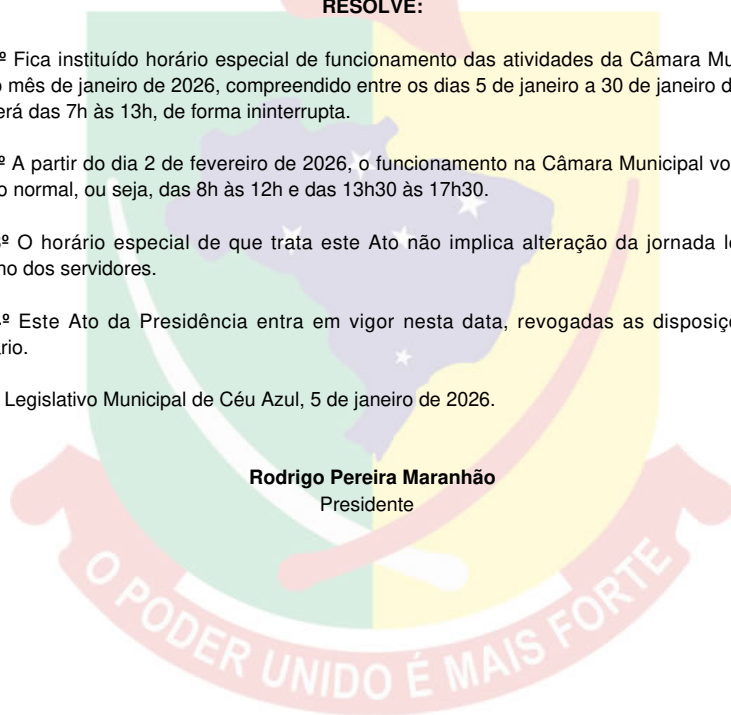 RESOLVE:
º Fica instituído horário especial de funcionamento das atividades da Câmara Mu
o mês de janeiro de 2026, compreendido entre os dias 5 de janeiro a 30 de janeiro d
erá das 7h às 13h, de forma ininterrupta.
º A partir do dia 2 de fevereiro de 2026, o funcionamento na Câmara Municipal vo
o normal, ou seja, das 8h às 12h e das 13h30 às 17h30.
º O horário especial de que trata este Ato não implica alteração da jornada l
no dos servidores.
º Este Ato da Presidência entra em vigor nesta data, revogadas as disposiç
rio.
Legislativo Municipal de Céu Azul, 5 de janeiro de 2026.
Rodrigo Pereira Maranhão
Presidente
O PODER UNIDO É MAIS FORTE